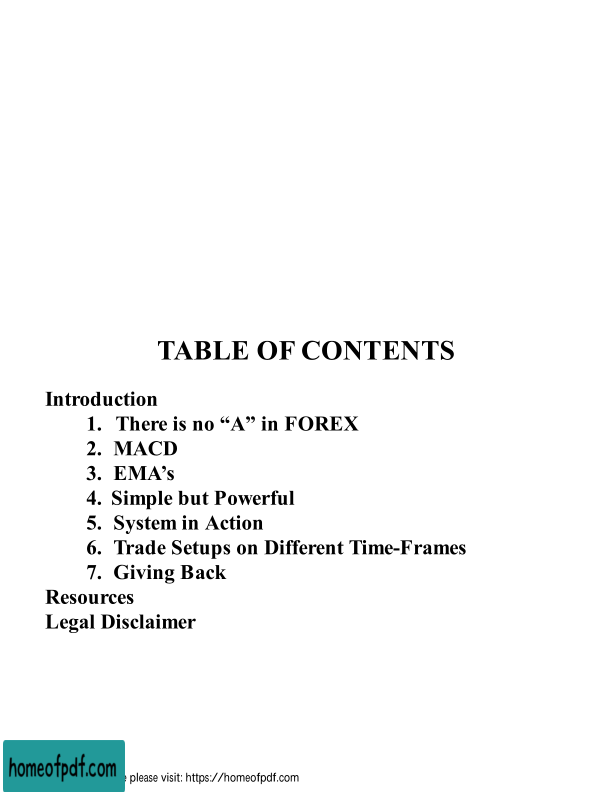 TABLE OF CONTENTS
Introduction
1. There is no “A” in FOREX
2. MACD
3. EMA’s
4. Simple but Powerful
5. System in Action
6. Trade Setups on Different Time-Frames
7. Giving Back
Resources
Legal Disclaimer
homeofpdf.com
please visit: https://homeofpdf.com